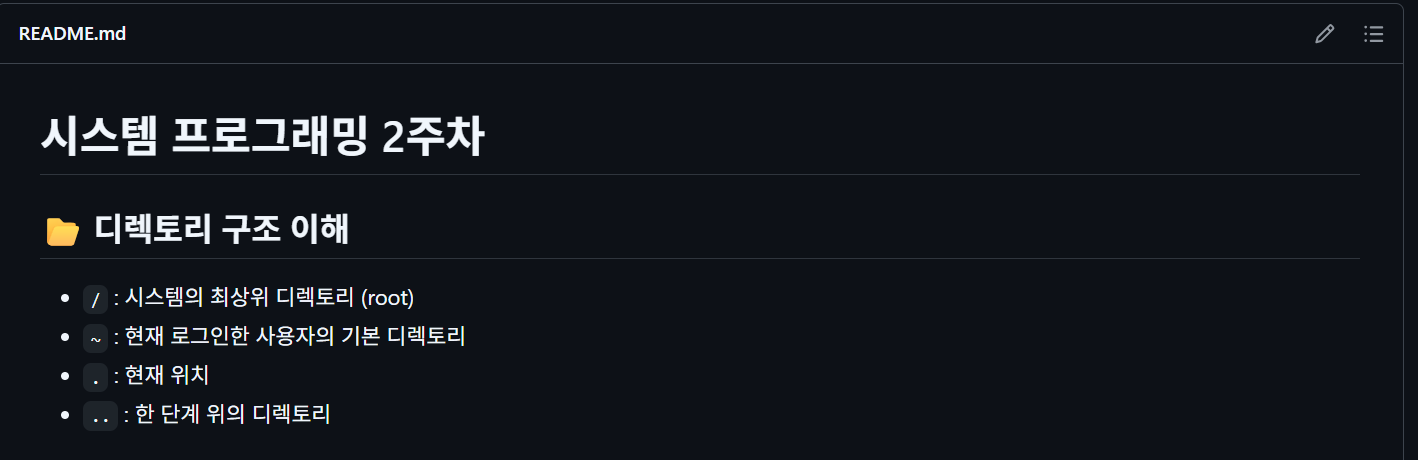 README.md
시스템 프로그래밍 2주차
📂 디렉토리 구조 이해
• / : 시스템의 최상위 디렉토리 (root)
• ~ : 현재 로그인한 사용자의 기본 디렉토리
• . : 현재 위치
• .. : 한 단계 위의 디렉토리